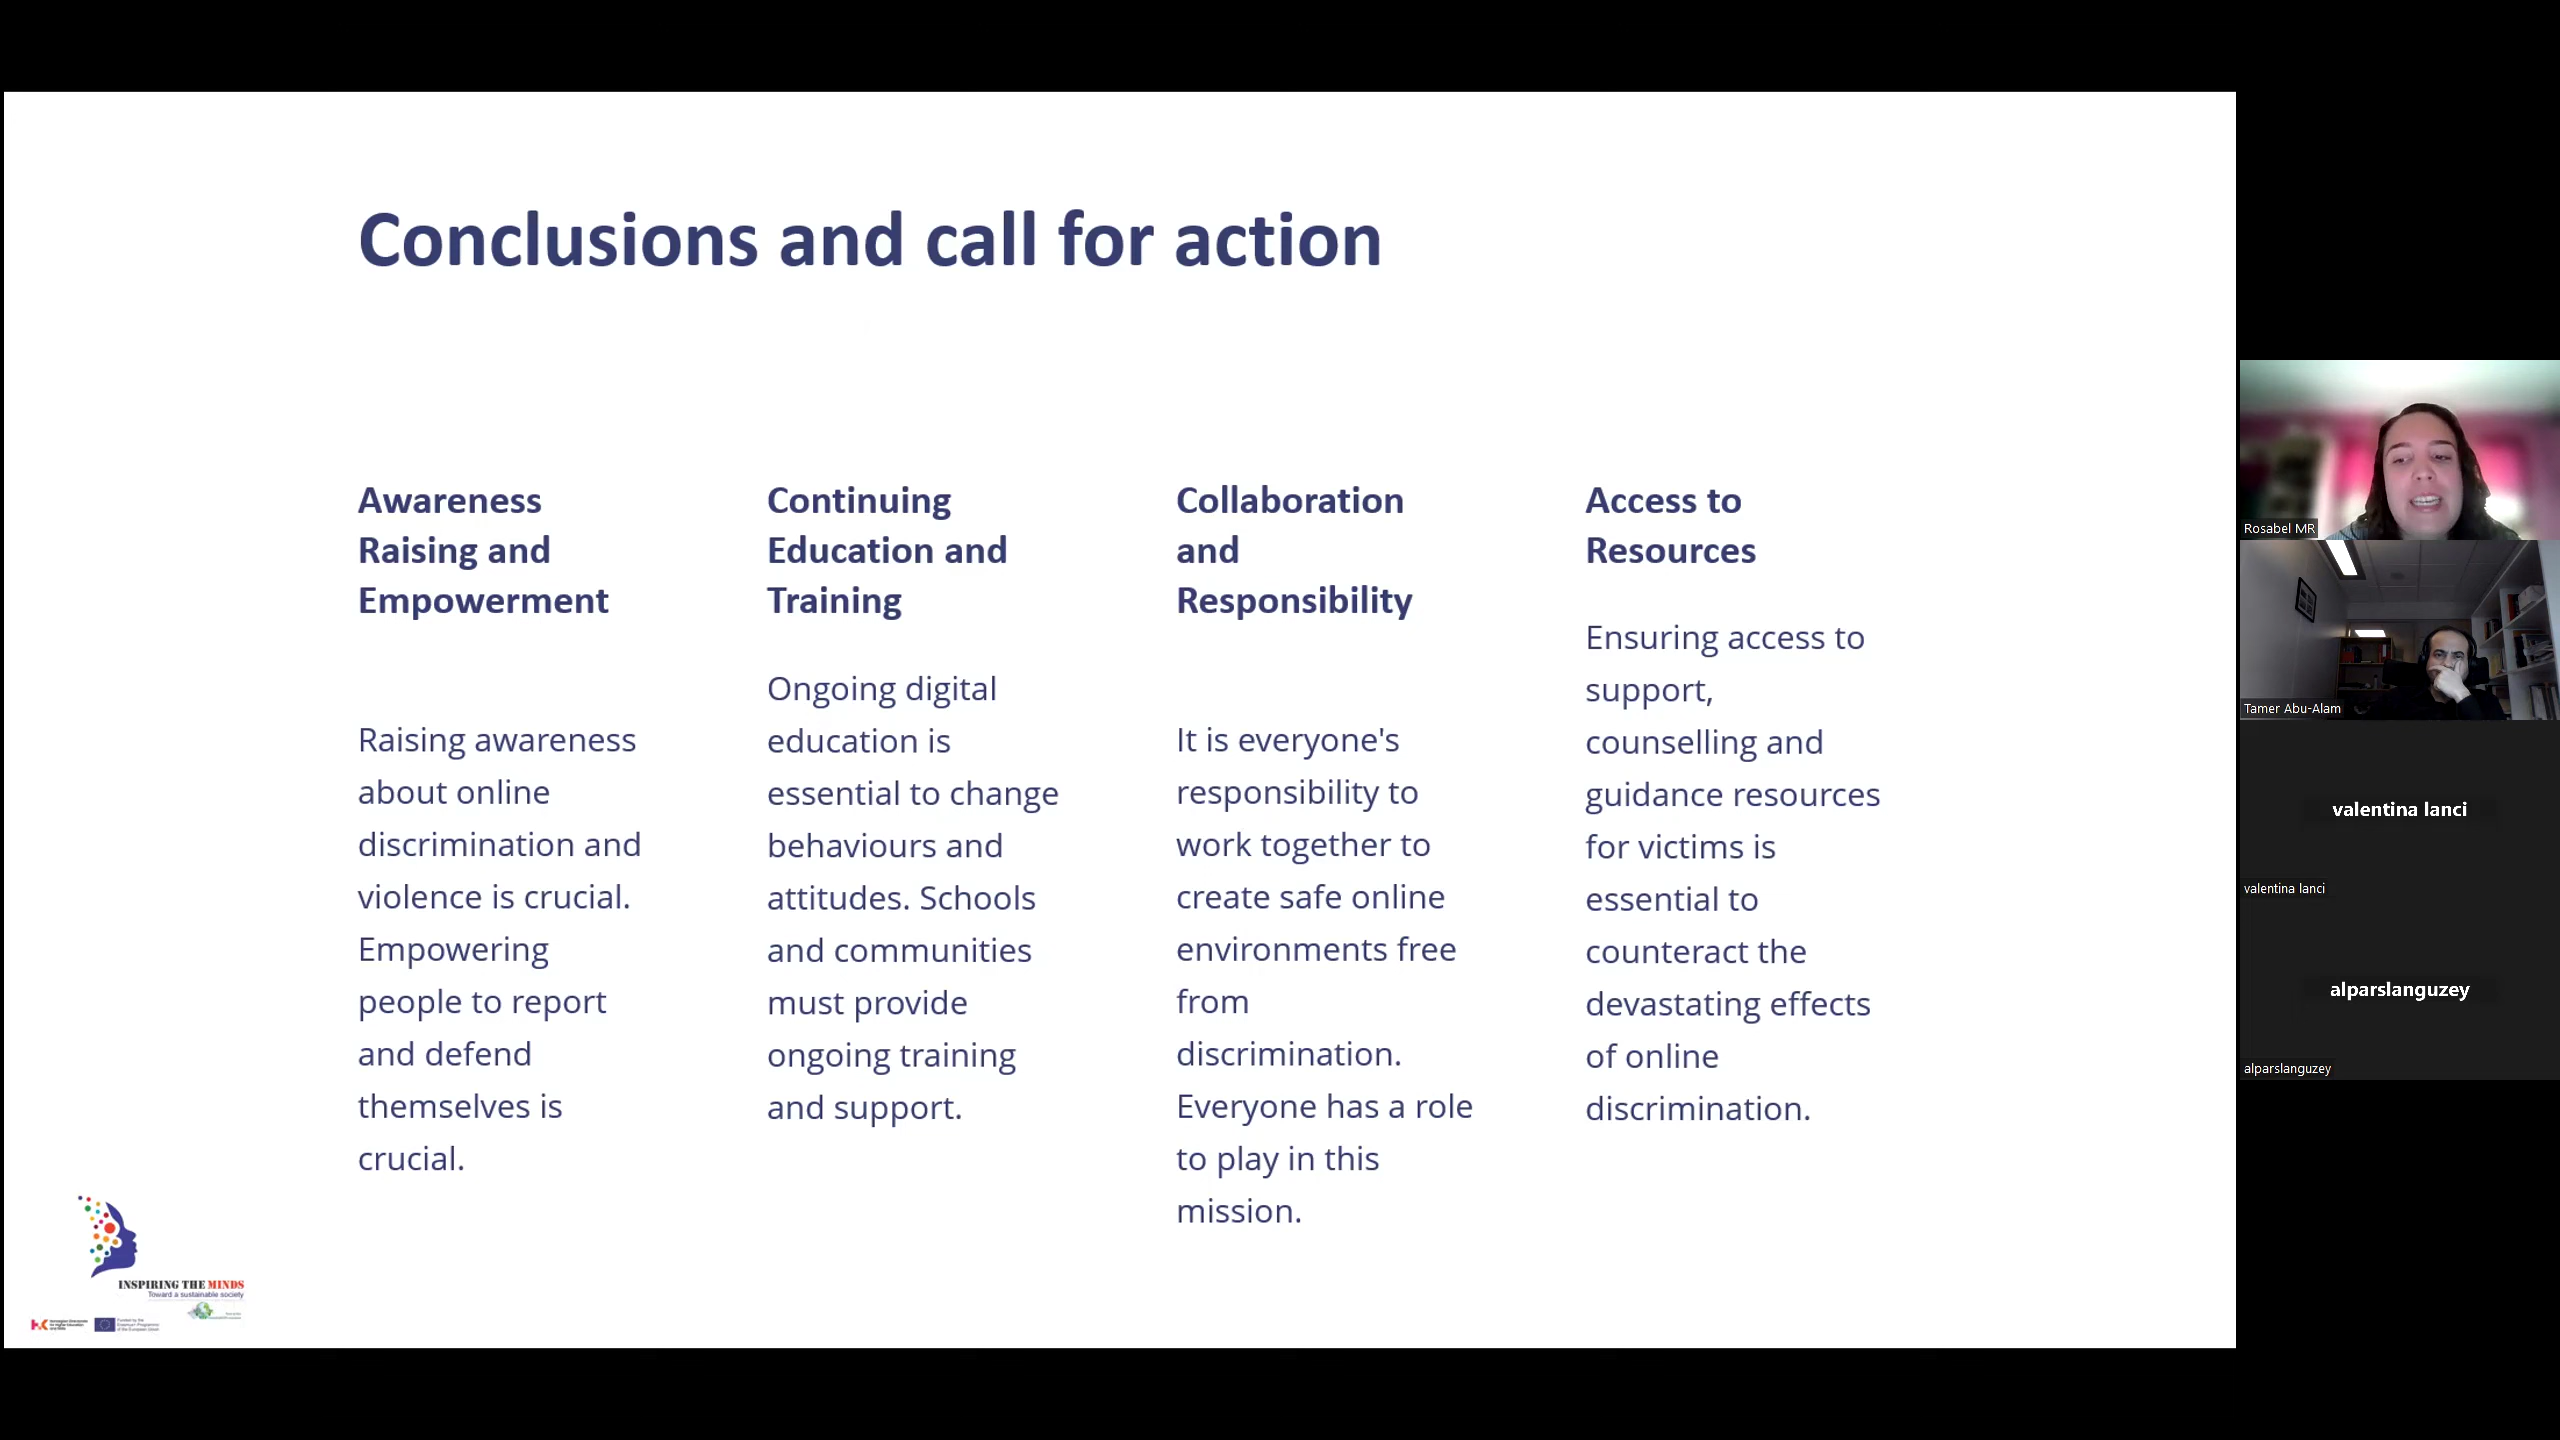 Conclusions and call for action
Awareness
Raising and
Empowerment
Raising awareness
about online
discrimination and
violence is crucial.
Empowering
people to report
and defend
themselves is
crucial.
Continuing
Education and
Training
Ongoing digital
education is
essential to change
behaviours and
attitudes. Schools
and communities
must provide
ongoing training
and support.
Collaboration
and
Responsibility
It is everyone's
responsibility to
work together to
create safe online
environments free
from
discrimination.
Everyone has a role
to play in this
mission.
Access to
Resources
Ensuring access to
support,
counselling and
guidance resources
for victims is
essential to
counteract the
devastating effects
of online
discrimination.
INSPIRING THE MINDS
Toward a sustainable society
Rosabel MR
Tamer Abu-Alam
valentina lanci
valentina lanci
alparslanguzey
alparslanguzey